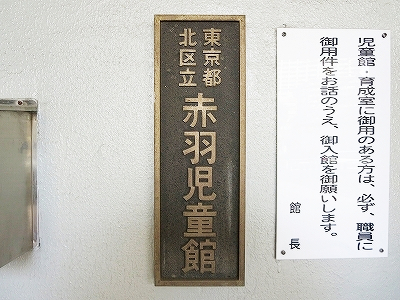 東京都
北区立
赤羽児童館
児童館・育成室に御用のある方は、必ず、職員に
御用件をお話のうえ、御入館を御願いします。
館長